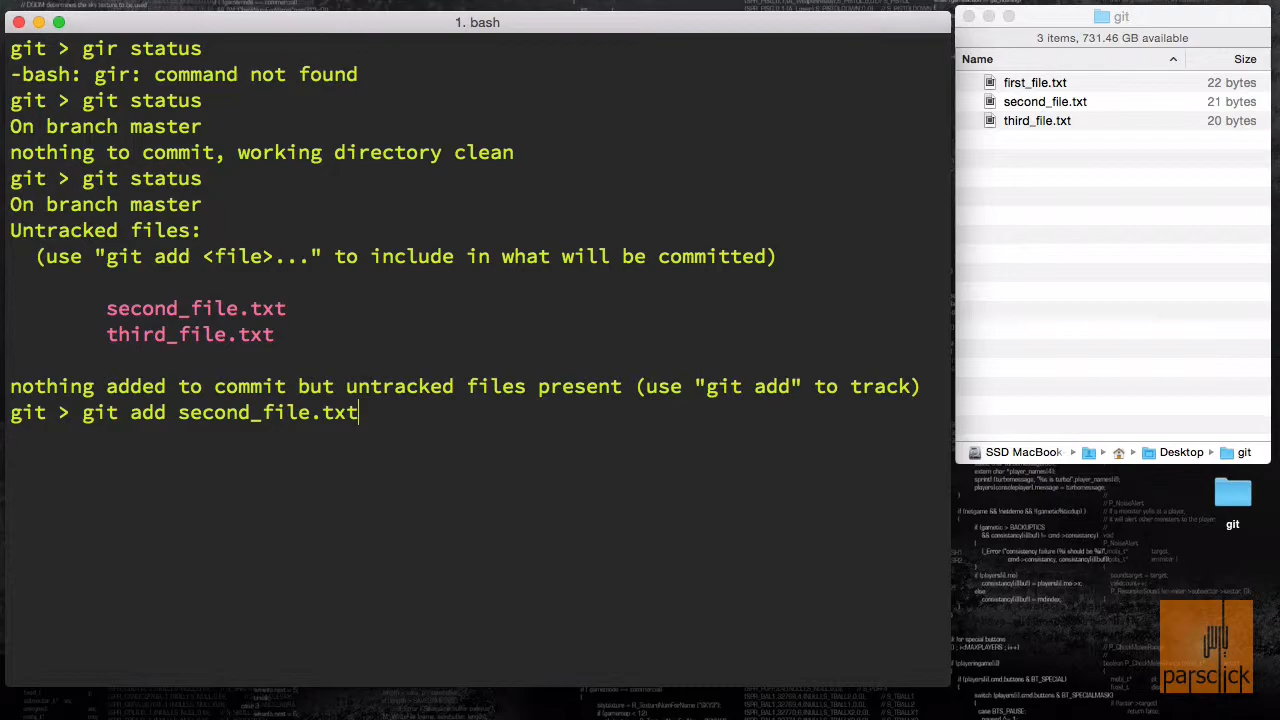 1. bash
git > gir status
-bash: gir: command not found
git > git status
On branch master
nothing to commit, working directory clean
git > git status
On branch master
Untracked files:
(use "git add <file>..." to include in what will be committed)
second_file.txt
third_file.txt
nothing added to commit but untracked files present (use "git add" to track)
git > git add second_file.txt
git
3 items, 731.46 GB available
Name Size
first_file.txt 22 bytes
second_file.txt 21 bytes
third_file.txt 20 bytes
SSD MacBook Desktop git
git
parsclick